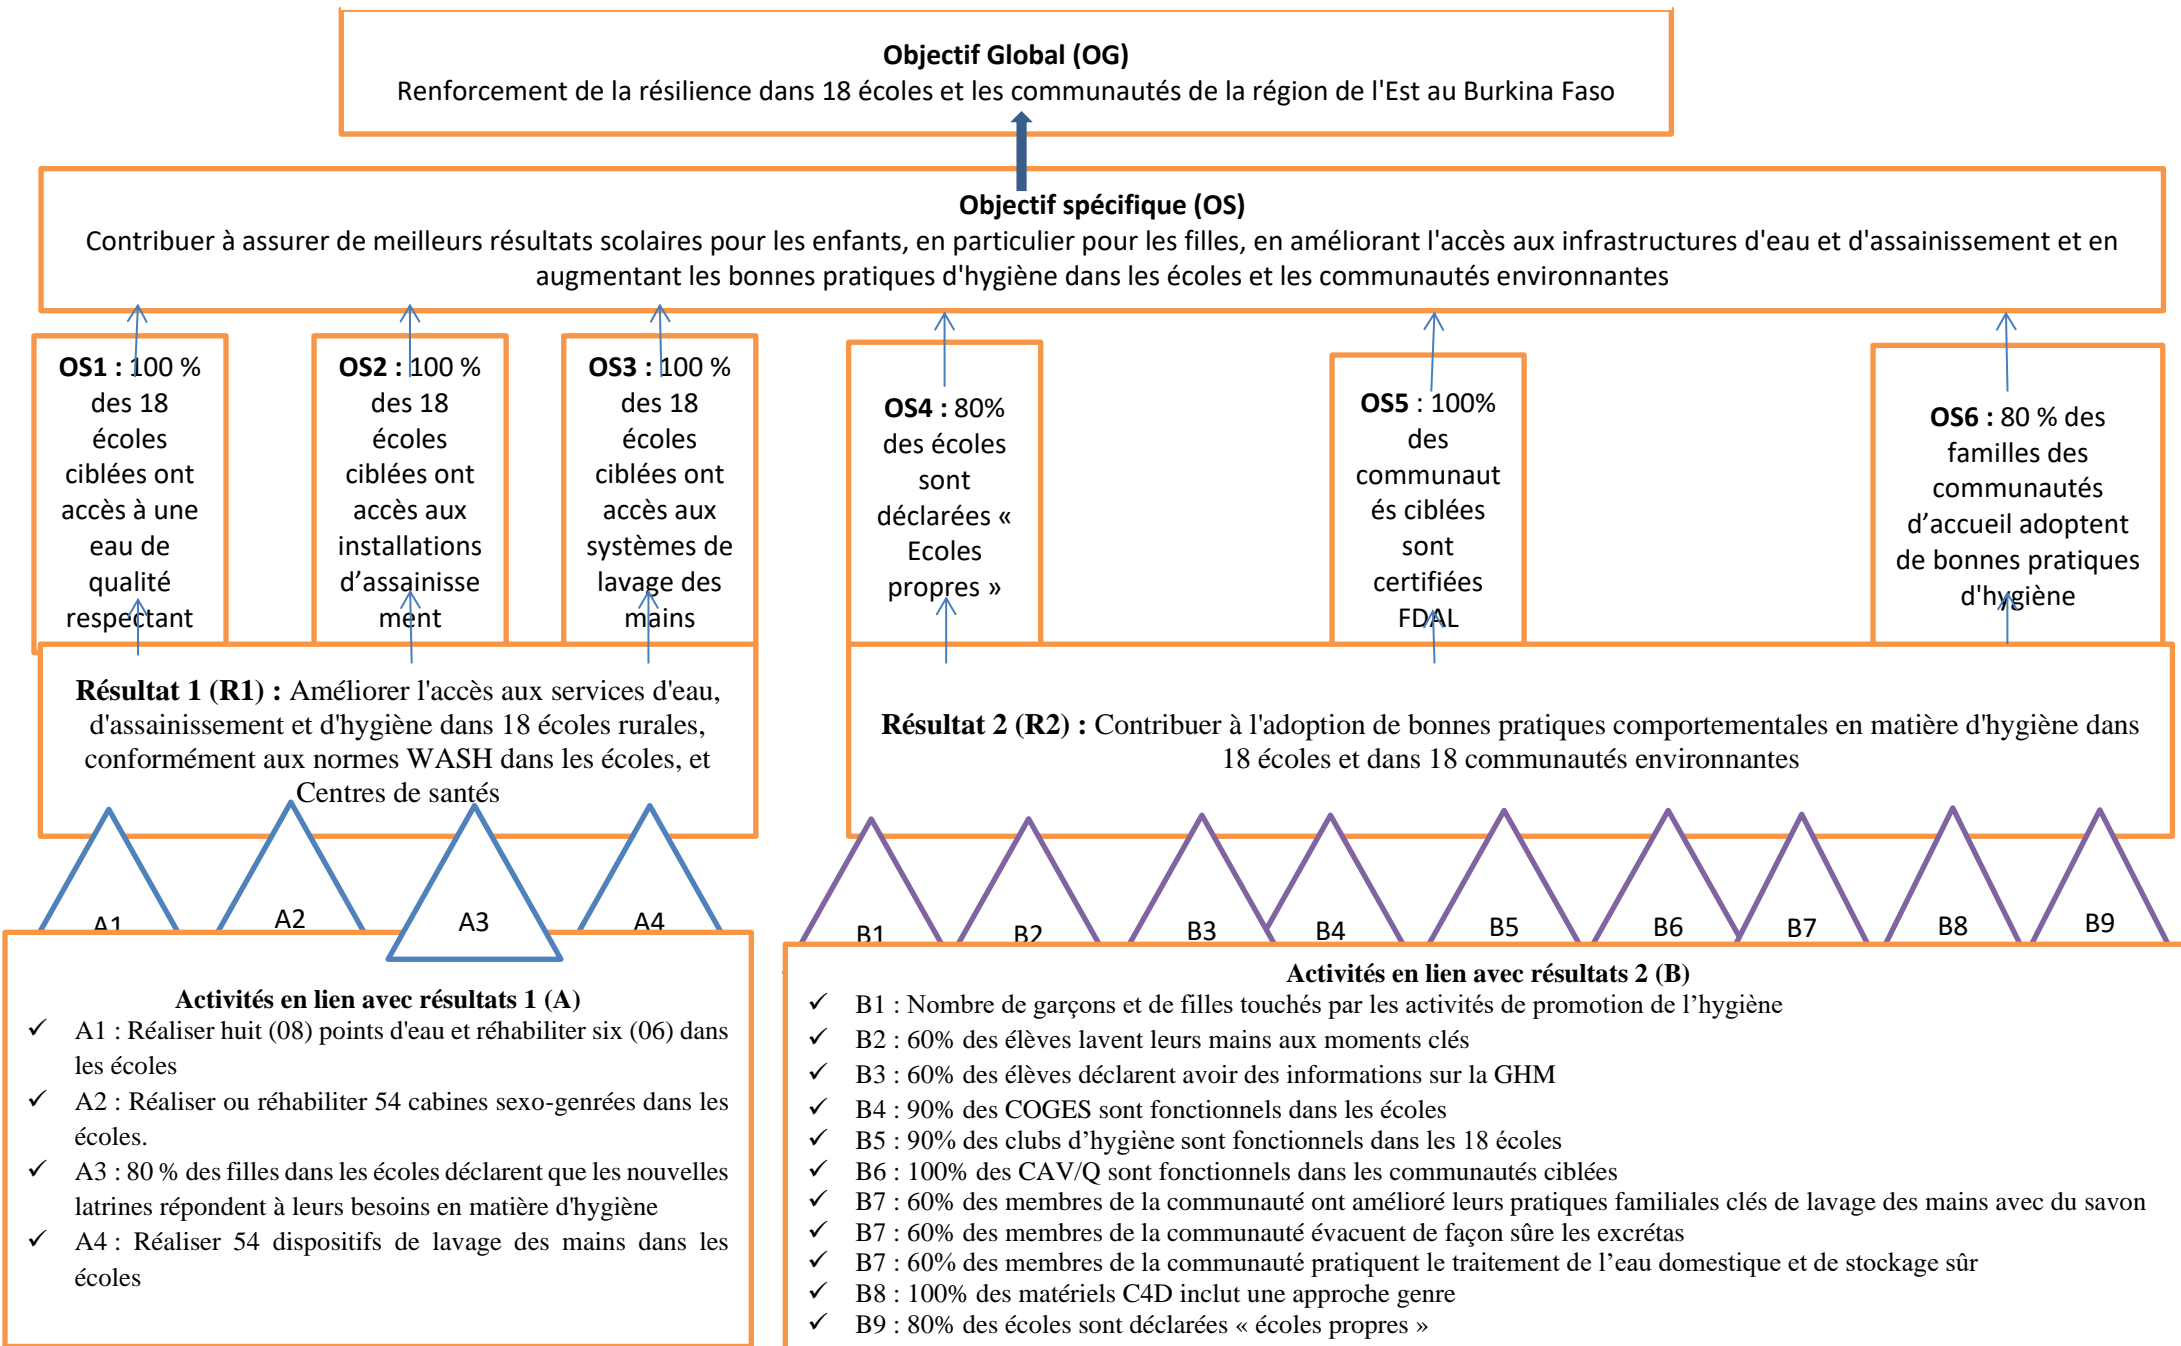 Objectif Global (OG)
Renforcement de la résilience dans 18 écoles et les communautés de la région de l'Est au Burkina Faso
Objectif spécifique (OS)
Contribuer à assurer de meilleurs résultats scolaires pour les enfants, en particulier pour les filles, en améliorant l'accès aux infrastructures d'eau et d'assainissement et en
augmentant les bonnes pratiques d'hygiène dans les écoles et les communautés environnantes
OS1 : 100 %
des 18
écoles
ciblées ont
accès à une
eau de
qualité
respectant
OS2 : 100 %
des 18
écoles
ciblées ont
accès aux
installations
d’assainisse
ment
OS3 : 100 %
des 18
écoles
ciblées ont
accès aux
systèmes de
lavage des
mains
OS4 : 80%
des écoles
sont
déclarées «
Ecoles
propres »
OS5 : 100%
des
communaut
és ciblées
sont
certifiées
FDAL
OS6 : 80 % des
familles des
communautés
d’accueil adoptent
de bonnes pratiques
d'hygiène
Résultat 1 (R1) : Améliorer l'accès aux services d'eau,
d'assainissement et d'hygiène dans 18 écoles rurales,
conformément aux normes WASH dans les écoles, et
Centres de santés
Résultat 2 (R2) : Contribuer à l'adoption de bonnes pratiques comportementales en matière d'hygiène dans
18 écoles et dans 18 communautés environnantes
A1 A2 A3 A4
B1 B2 B3 B4 B5 B6 B7 B8 B9
Activités en lien avec résultats 1 (A)
✓ A1 : Réaliser huit (08) points d'eau et réhabiliter six (06) dans
les écoles
✓ A2 : Réaliser ou réhabiliter 54 cabines sexo-genrées dans les
écoles.
✓ A3 : 80 % des filles dans les écoles déclarent que les nouvelles
latrines répondent à leurs besoins en matière d'hygiène
✓ A4 : Réaliser 54 dispositifs de lavage des mains dans les
écoles
Activités en lien avec résultats 2 (B)
✓ B1 : Nombre de garçons et de filles touchés par les activités de promotion de l’hygiène
✓ B2 : 60% des élèves lavent leurs mains aux moments clés
✓ B3 : 60% des élèves déclarent avoir des informations sur la GHM
✓ B4 : 90% des COGES sont fonctionnels dans les écoles
✓ B5 : 90% des clubs d’hygiène sont fonctionnels dans les 18 écoles
✓ B6 : 100% des CAV/Q sont fonctionnels dans les communautés ciblées
✓ B7 : 60% des membres de la communauté ont amélioré leurs pratiques familiales clés de lavage des mains avec du savon
✓ B7 : 60% des membres de la communauté évacuent de façon sûre les excrétas
✓ B7 : 60% des membres de la communauté pratiquent le traitement de l’eau domestique et de stockage sûr
✓ B8 : 100% des matériels C4D inclut une approche genre
✓ B9 : 80% des écoles sont déclarées « écoles propres »